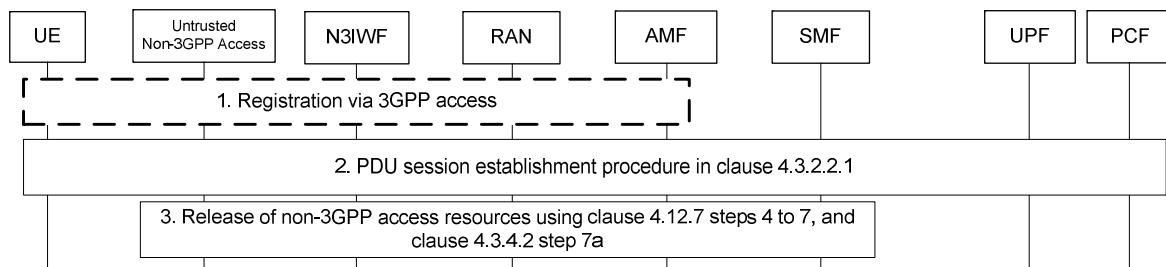 UE
Untrusted
Non-3GPP Access
N3IWF
RAN
AMF
SMF
UPF
PCF
1. Registration via 3GPP access
2. PDU session establishment procedure in clause 4.3.2.2.1
3. Release of non-3GPP access resources using clause 4.12.7 steps 4 to 7, and
clause 4.3.4.2 step 7a